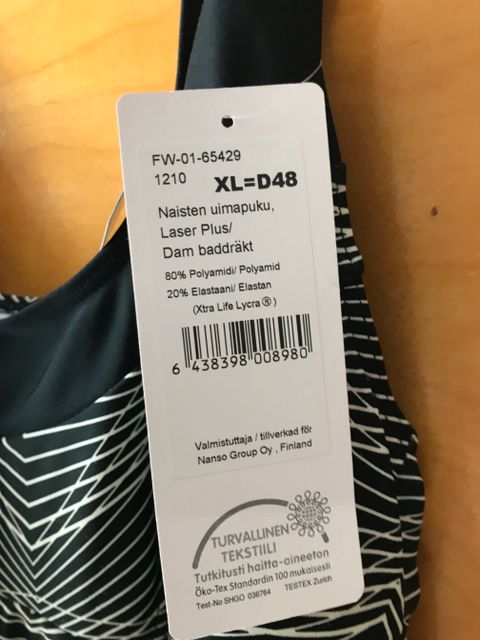 FW-01-65429
1210 XL=D48
Naisten uimapuku,
Laser Plus/
Dam baddräkt
80% Polyamidi/ Polyamid
20% Elastaani/ Elastan
(Xtra Life Lycra®)
6 438398 008980
Valmistuttaja / tillverkad för
Nanso Group Oy , Finland
TURVALLINEN
TEKSTIILI
Tutkitusti haitta-aineeton
Öko-Tex Standardin 100 mukaisesti
Test-No SHGO 036764 TESTEX Zürich